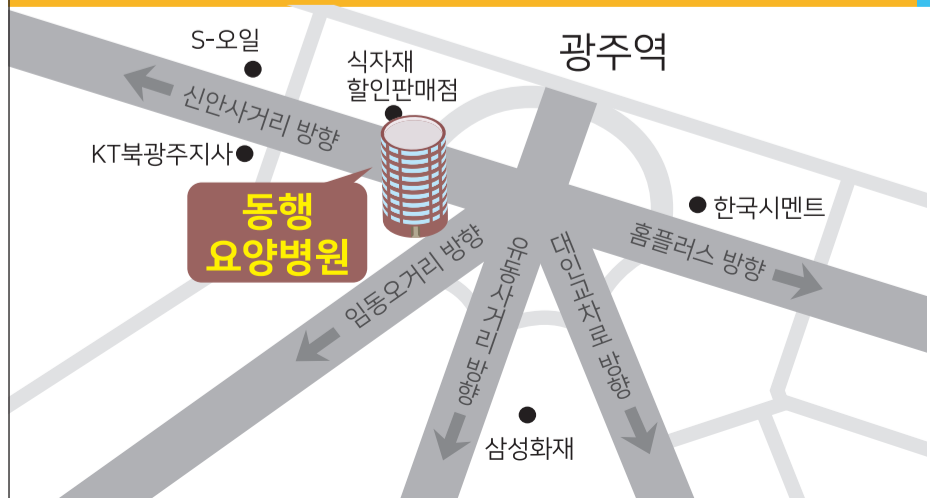 S-오일
식자재
할인판매점
광주역
신안사거리 방향
KT북광주지사
동행
요양병원
한국시멘트
홈플러스 방향
임동오거리 방향
유동사거리 방향
대인교차로 방향
삼성화재